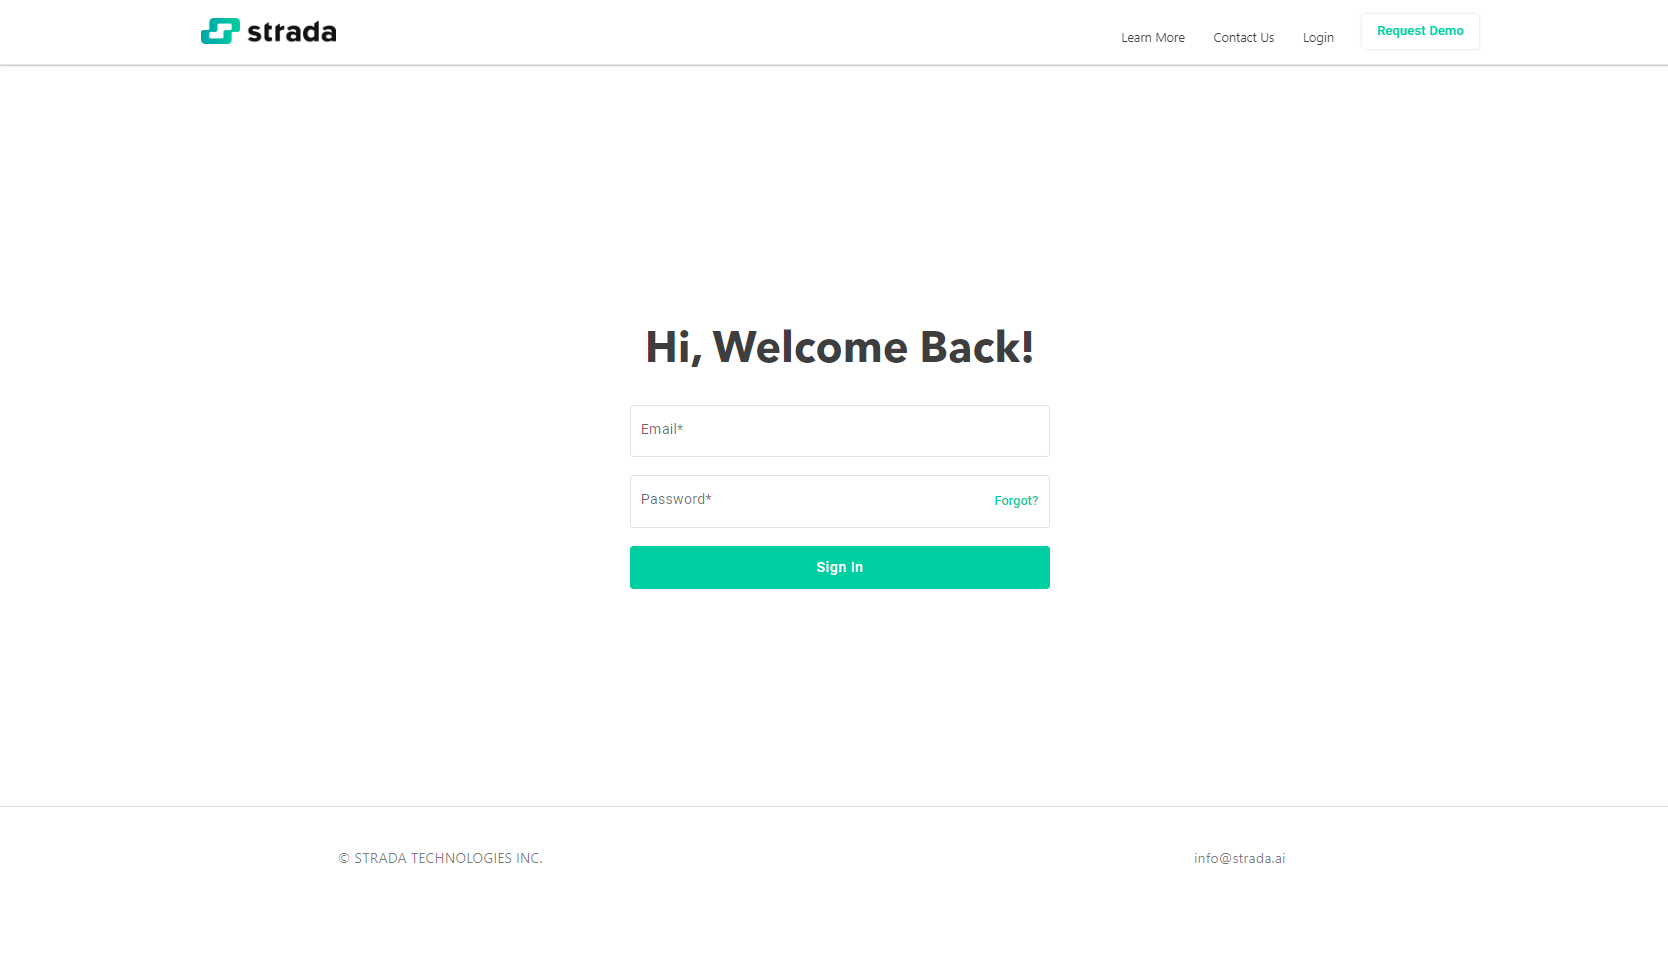 strada
Learn More
Contact Us
Login
Request Demo
Hi, Welcome Back!
Email*
Password*
Forgot?
Sign In
© STRADA TECHNOLOGIES INC.
info@strada.ai